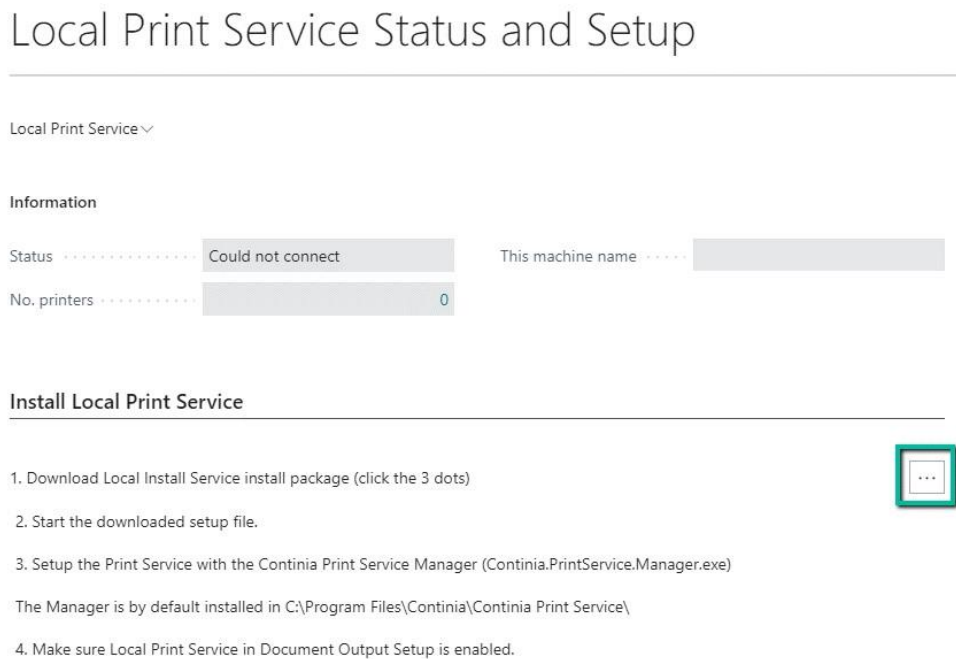 Local Print Service Status and Setup
Local Print Service
Information
Status Could not connect This machine name
No. printers 0
Install Local Print Service
1. Download Local Install Service install package (click the 3 dots)
...
2. Start the downloaded setup file.
3. Setup the Print Service with the Continia Print Service Manager (Continia.PrintService.Manager.exe)
The Manager is by default installed in C:\Program Files\Continia\Continia Print Service\
4. Make sure Local Print Service in Document Output Setup is enabled.